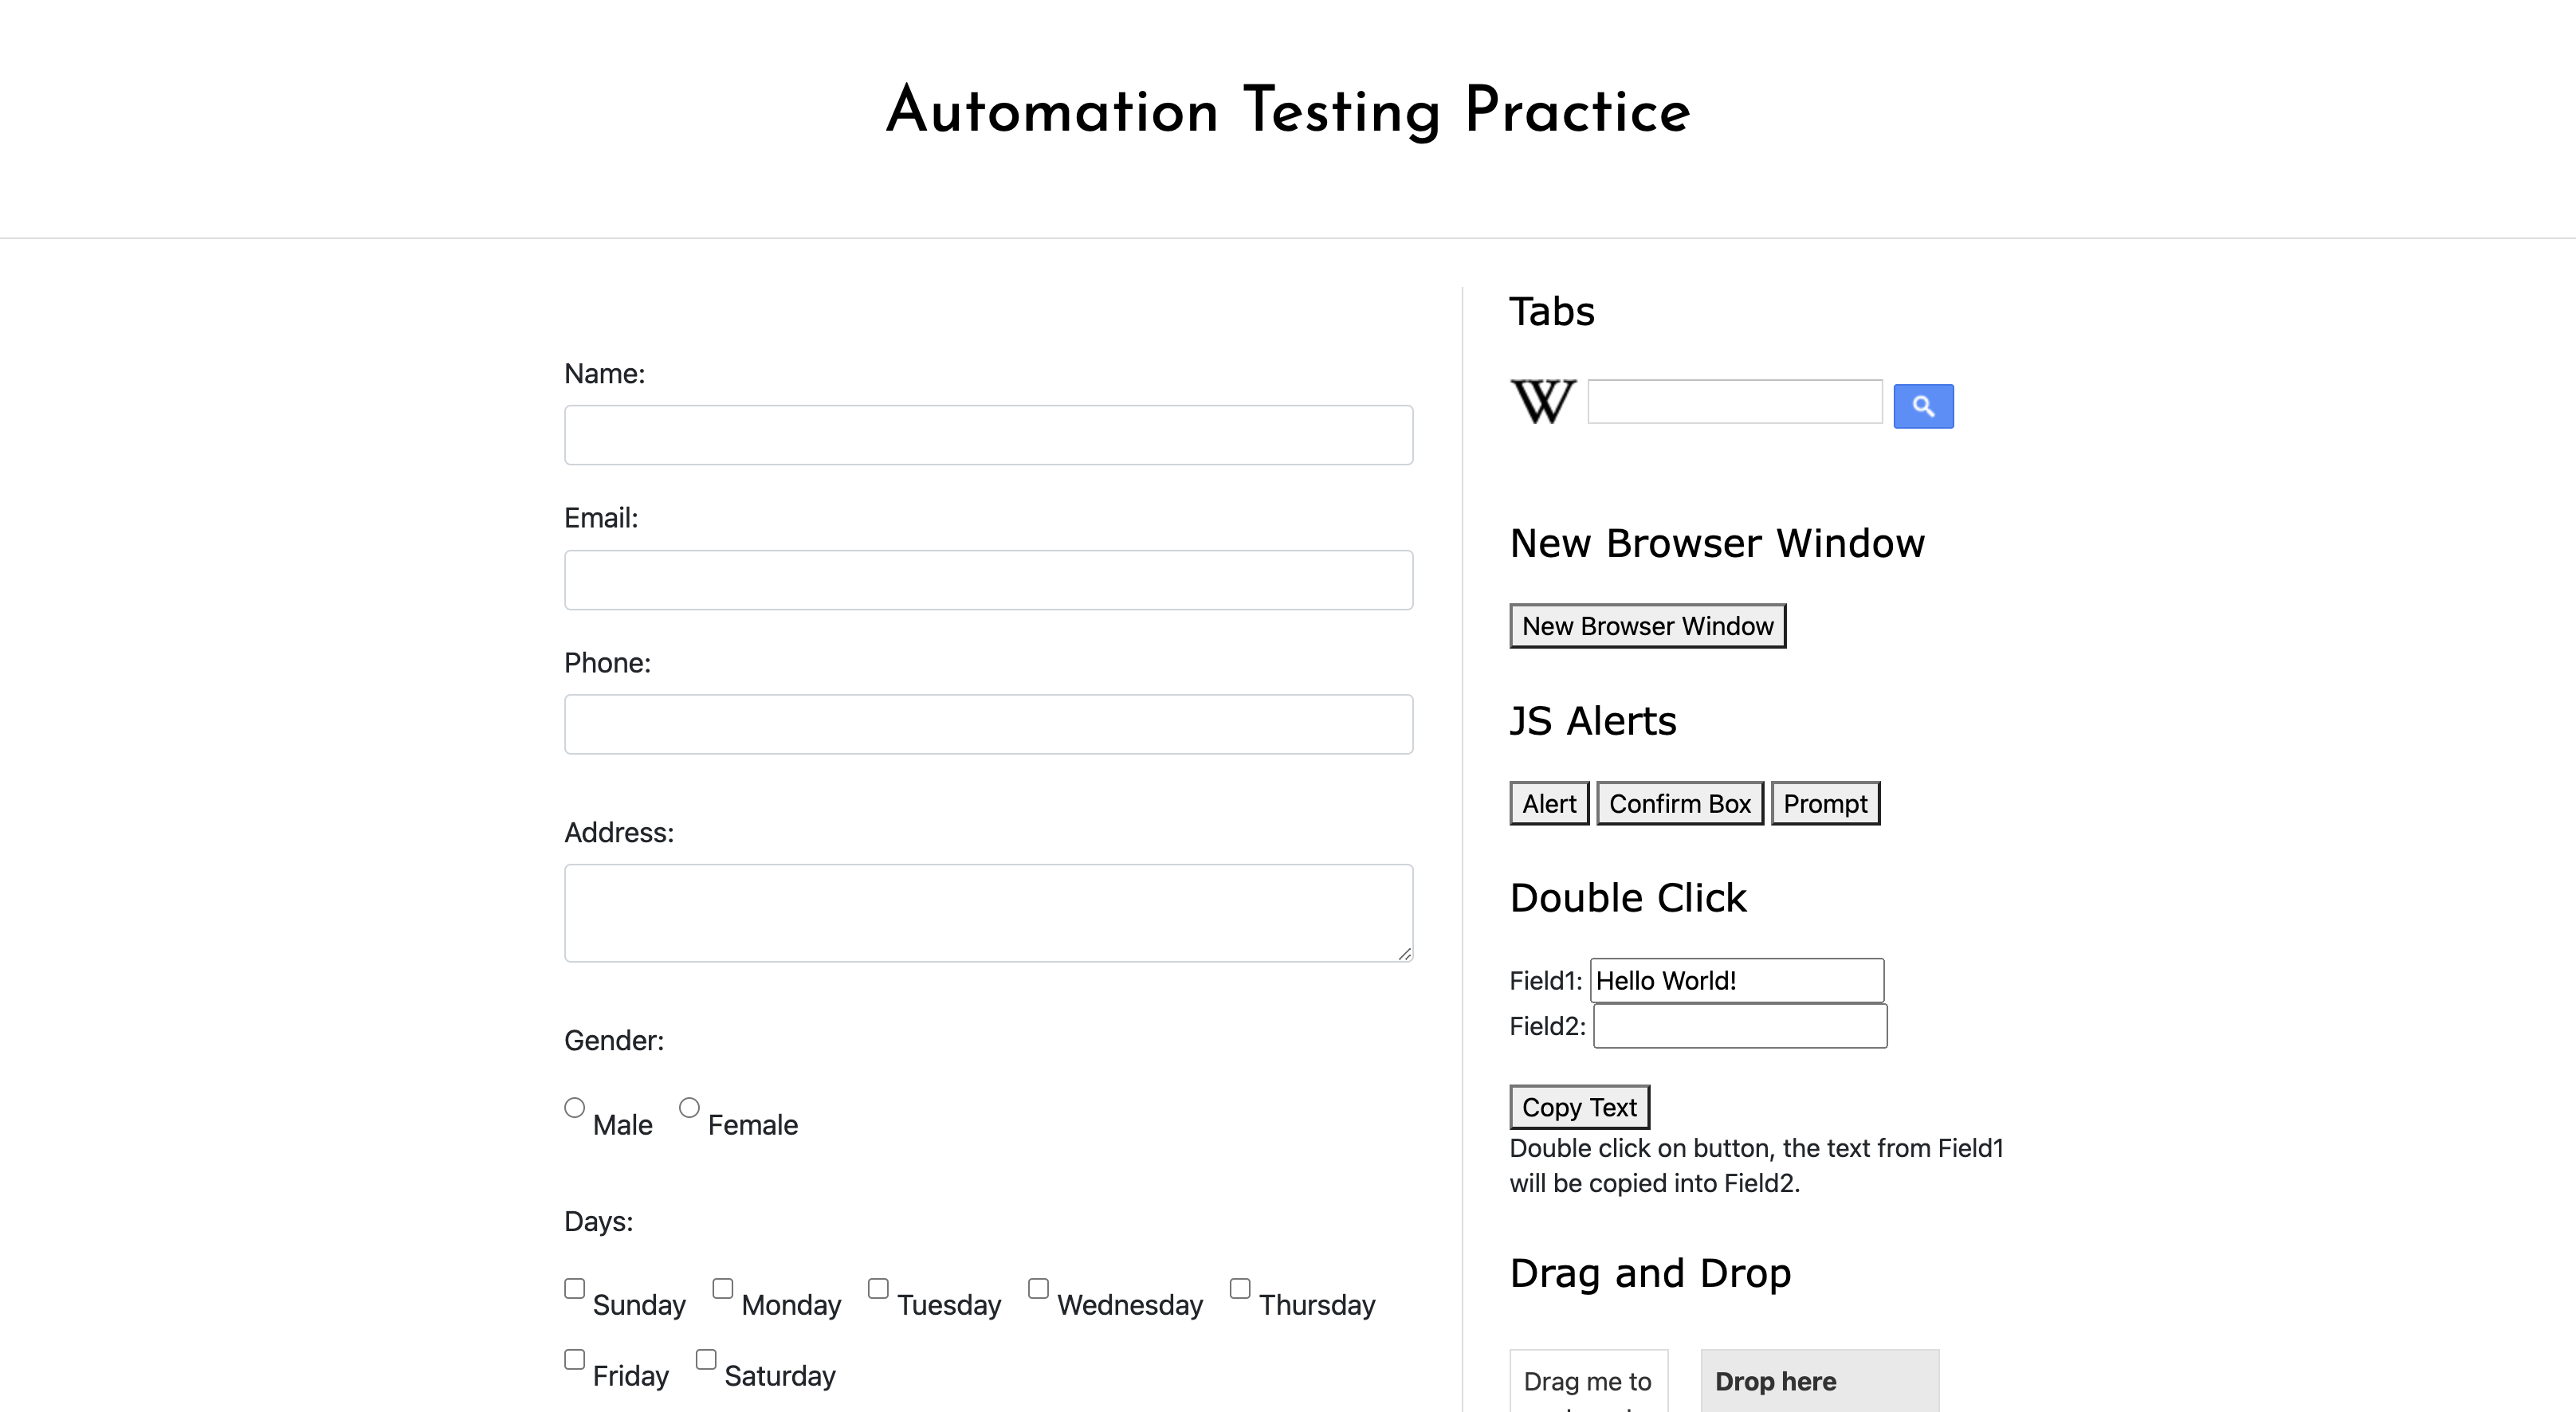 Automation Testing Practice
Name:
Email:
Phone:
Address:
Gender:
Male Female
Days:
Sunday Monday Tuesday Wednesday Thursday
Friday Saturday
Tabs
W
New Browser Window
New Browser Window
JS Alerts
Alert Confirm Box Prompt
Double Click
Field1: Hello World!
Field2:
Copy Text
Double click on button, the text from Field1
will be copied into Field2.
Drag and Drop
Drag me to
Drop here